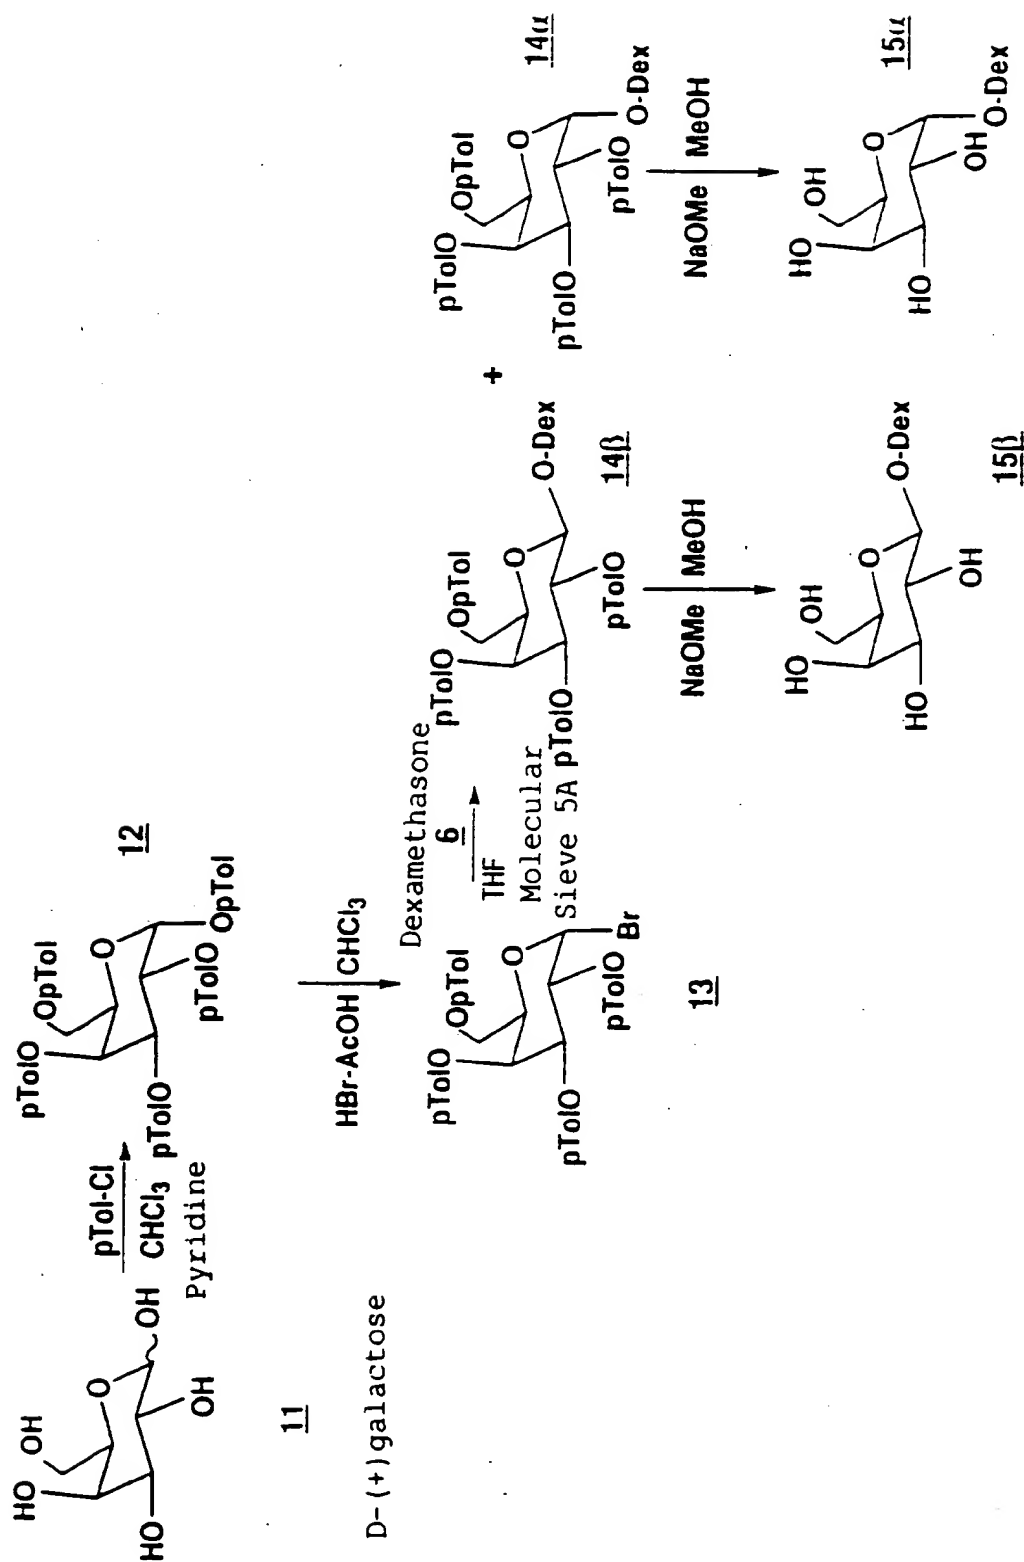 HO
OH
O
OH
HO
OH
11
D-(+)galactose
pTol-Cl
CHCl3
Pyridine
pTolO
OpTol
O
pTolO
pTolO
OpTol
12
HBr-AcOH CHCl3
pTolO
OpTol
O
pTolO
pTolO
Br
13
Dexamethasone
6
THF
Molecular
Sieve 5A
pTolO
OpTol
O
O-Dex
pTolO
pTolO
14β
+
pTolO
OpTol
O
pTolO
pTolO
O-Dex
14α
NaOMe MeOH
NaOMe MeOH
HO
OH
O
O-Dex
HO
OH
15β
HO
OH
O
HO
OH
O-Dex
15α